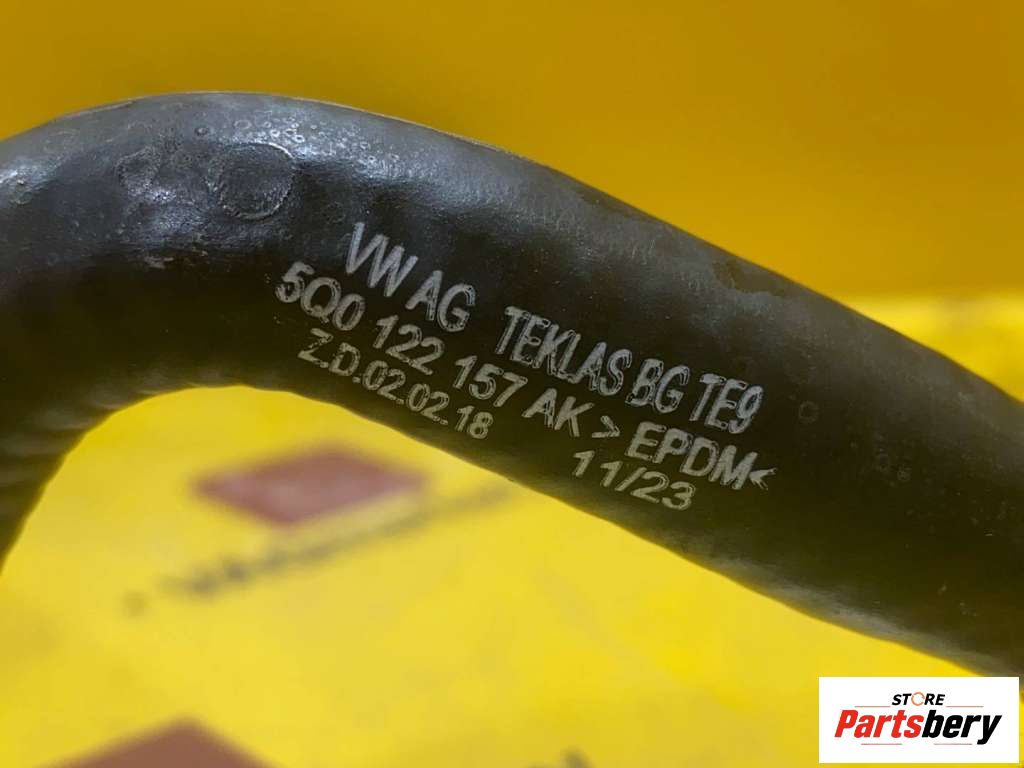 VW AG TEKLAS BG TE9
5Q0 122 157 AK >EPDM<
Z.D.02.02.18 11/23
STORE
Partsbery